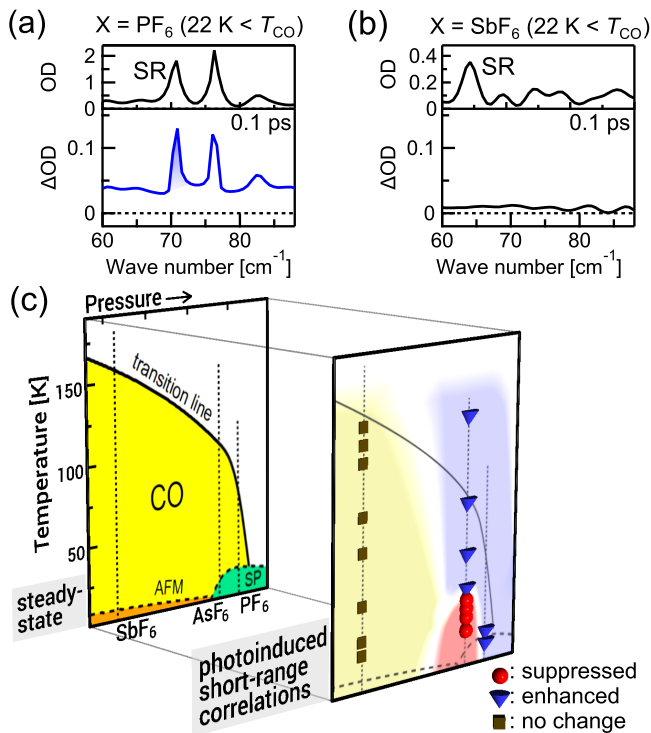 (a)
X = PF6 (22 K < TCO)
OD
2
1
0
SR
0.1 ps
ΔOD
0.1
0
60
70
80
Wave number [cm-1]
(b)
X = SbF6 (22 K < TCO)
OD
0.4
0.2
0
SR
0.1 ps
ΔOD
0.1
0
60
70
80
Wave number [cm-1]
(c)
Pressure →
Temperature [K]
150
100
50
transition line
CO
AFM
SP
steady-
state
SbF6
AsF6
PF6
photoinduced
short-range
correlations
: suppressed
: enhanced
: no change